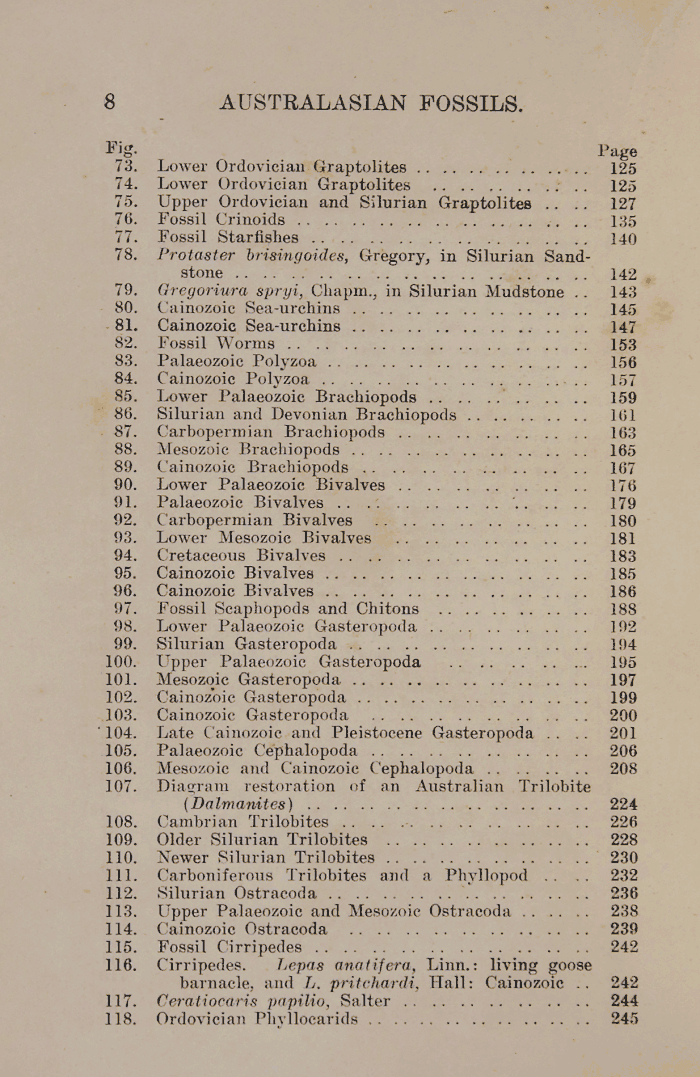 8 AUSTRALASIAN FOSSILS.
Fig. Page
73. Lower Ordovician Graptolites .. .. .. .. .. .. .. 125
74. Lower Ordovician Graptolites .. .. .. .. .. .. 125
75. Upper Ordovician and Silurian Graptolites .. .. 127
76. Fossil Crinoids .. .. .. .. .. .. .. .. .. .. .. 135
77. Fossil Starfishes .. .. .. .. .. .. .. .. .. .. 140
78. Protaster brisingoides, Gregory, in Silurian Sand-
stone .. .. .. .. .. .. .. .. .. .. .. .. .. 142
79. Gregoriura spryi, Chapm., in Silurian Mudstone .. 143
80. Cainozoic Sea-urchins .. .. .. .. .. .. .. .. .. 145
81. Cainozoic Sea-urchins .. .. .. .. .. .. .. .. .. 147
82. Fossil Worms .. .. .. .. .. .. .. .. .. .. .. 153
83. Palaeozoic Polyzoa .. .. .. .. .. .. .. .. .. .. 156
84. Cainozoic Polyzoa .. .. .. .. .. .. .. .. .. .. 157
85. Lower Palaeozoic Brachiopods .. .. .. .. .. .. 159
86. Silurian and Devonian Brachiopods .. .. .. .. .. 161
87. Carbopermian Brachiopods .. .. .. .. .. .. .. 163
88. Mesozoic Brachiopods .. .. .. .. .. .. .. .. .. 165
89. Cainozoic Brachiopods .. .. .. .. .. .. .. .. .. 167
90. Lower Palaeozoic Bivalves .. .. .. .. .. .. .. 176
91. Palaeozoic Bivalves .. .. .. .. .. .. .. .. .. 179
92. Carbopermian Bivalves .. .. .. .. .. .. .. .. 180
93. Lower Mesozoic Bivalves .. .. .. .. .. .. .. 181
94. Cretaceous Bivalves .. .. .. .. .. .. .. .. .. 183
95. Cainozoic Bivalves .. .. .. .. .. .. .. .. .. .. 185
96. Cainozoic Bivalves .. .. .. .. .. .. .. .. .. .. 186
97. Fossil Scaphopods and Chitons .. .. .. .. .. .. 188
98. Lower Palaeozoic Gasteropoda .. .. .. .. .. .. 192
99. Silurian Gasteropoda .. .. .. .. .. .. .. .. .. 194
100. Upper Palaeozoic Gasteropoda .. .. .. .. .. .. 195
101. Mesozoic Gasteropoda .. .. .. .. .. .. .. .. .. 197
102. Cainozoic Gasteropoda .. .. .. .. .. .. .. .. .. 199
103. Cainozoic Gasteropoda .. .. .. .. .. .. .. .. 200
104. Late Cainozoic and Pleistocene Gasteropoda .. .. 201
105. Palaeozoic Cephalopoda .. .. .. .. .. .. .. .. 206
106. Mesozoic and Cainozoic Cephalopoda .. .. .. .. 208
107. Diagram restoration of an Australian Trilobite
(Dalmanites) .. .. .. .. .. .. .. .. .. .. .. 224
108. Cambrian Trilobites .. .. .. .. .. .. .. .. .. 226
109. Older Silurian Trilobites .. .. .. .. .. .. .. .. 228
110. Newer Silurian Trilobites .. .. .. .. .. .. .. .. 230
111. Carboniferous Trilobites and a Phyllopod .. .. 232
112. Silurian Ostracoda .. .. .. .. .. .. .. .. .. .. 236
113. Upper Palaeozoic and Mesozoic Ostracoda .. .. .. 238
114. Cainozoic Ostracoda .. .. .. .. .. .. .. .. .. 239
115. Fossil Cirripedes .. .. .. .. .. .. .. .. .. .. 242
116. Cirripedes. Lepas anatifera, Linn.: living goose
barnacle, and L. pritchardi, Hall: Cainozoic .. 242
117. Ceratiocaris papilio, Salter .. .. .. .. .. .. .. 244
118. Ordovician Phyllocarids .. .. .. .. .. .. .. .. 245